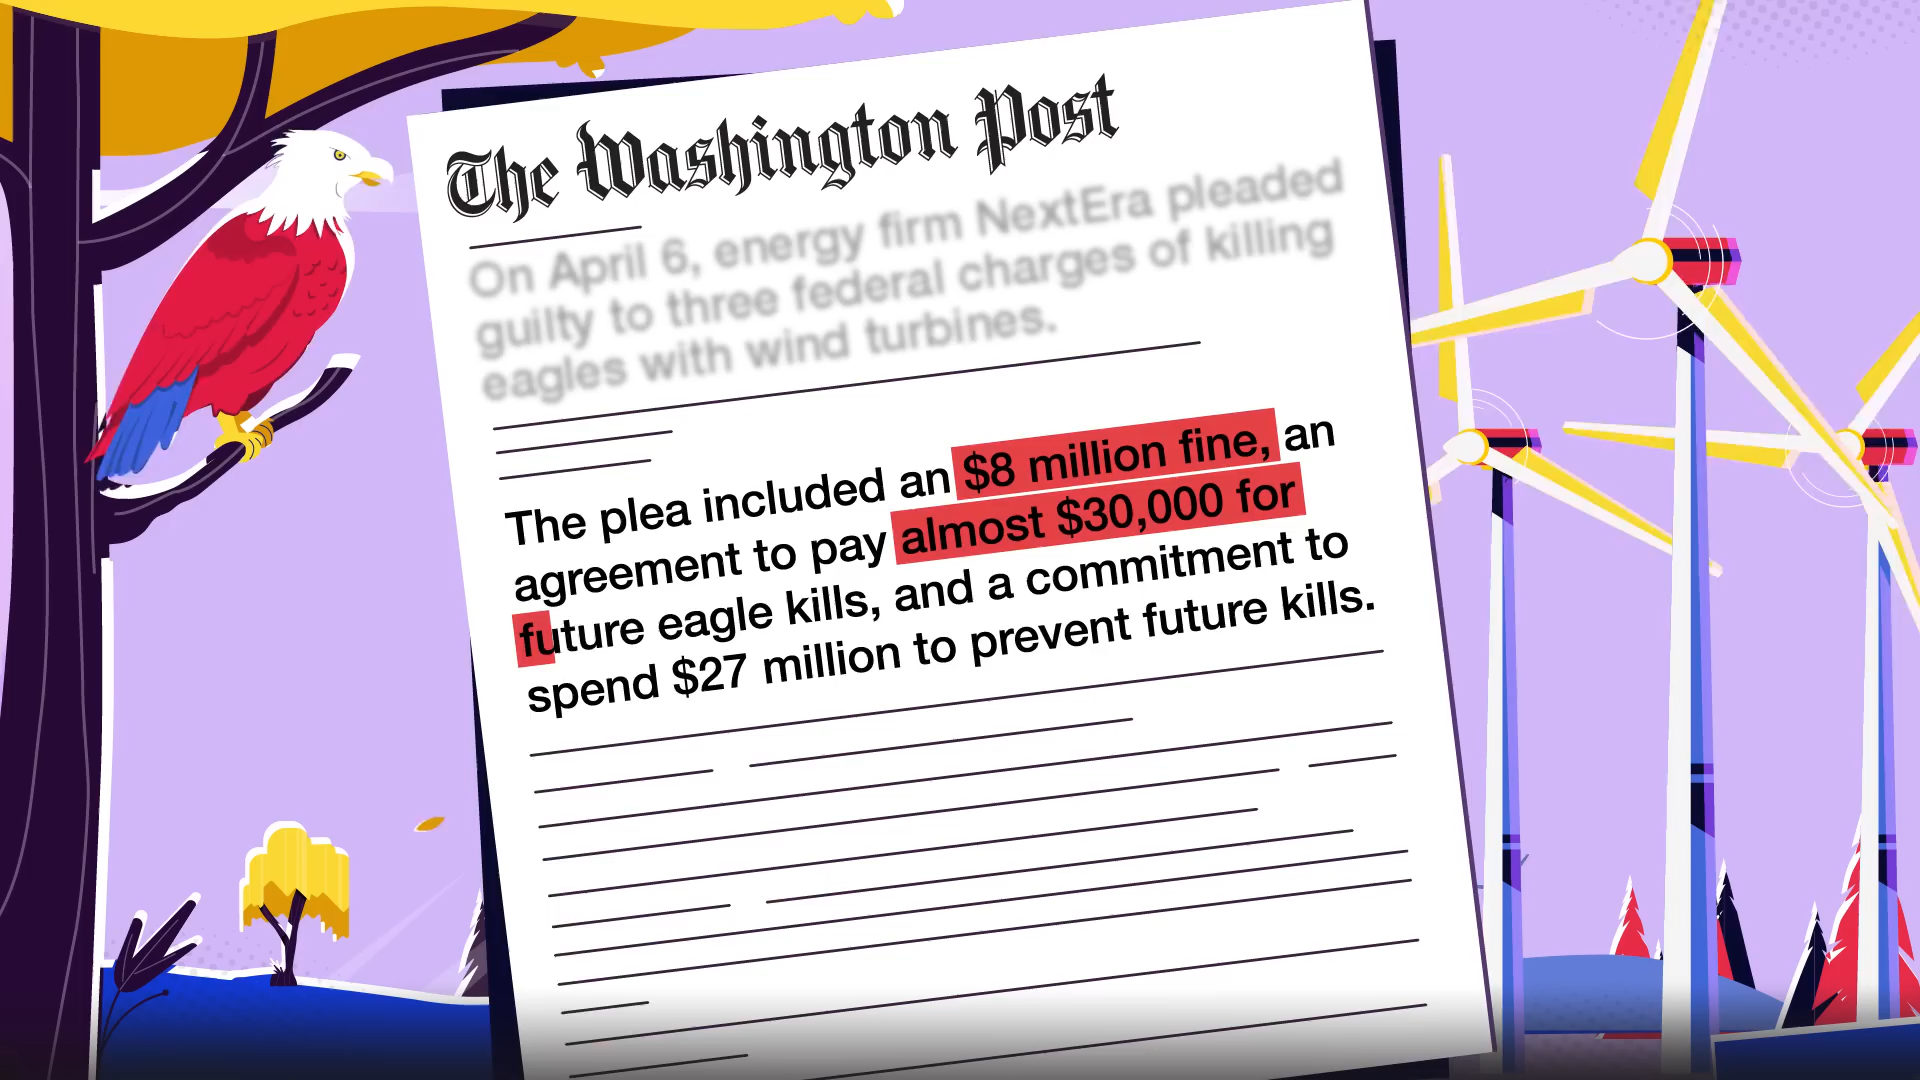 The Washington Post
On April 6, energy firm NextEra pleaded
guilty to three federal charges of killing
eagles with wind turbines.
The plea included an $8 million fine, an
agreement to pay almost $30,000 for
future eagle kills, and a commitment to
spend $27 million to prevent future kills.